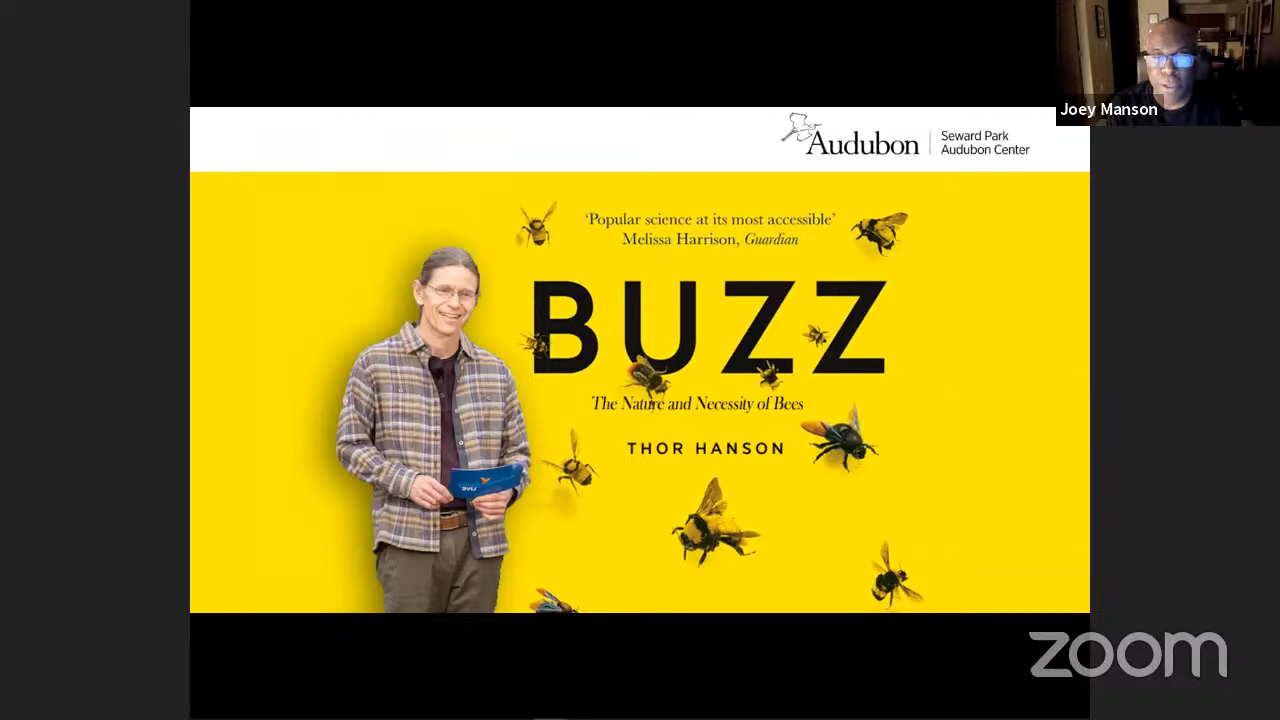 Joey Manson
Audubon
Seward Park
Audubon Center
‘Popular science at its most accessible’
Melissa Harrison, Guardian
BUZZ
The Nature and Necessity of Bees
THOR HANSON
zoom